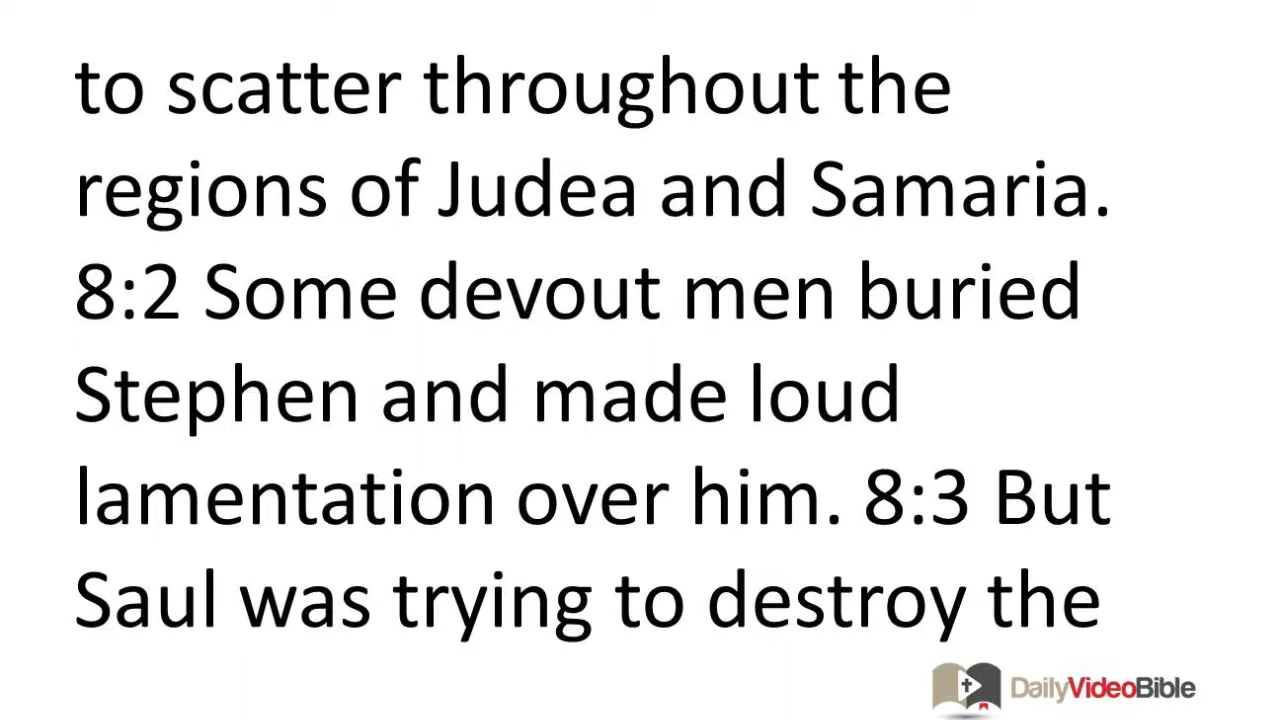 to scatter throughout the
regions of Judea and Samaria.
8:2 Some devout men buried
Stephen and made loud
lamentation over him. 8:3 But
Saul was trying to destroy the
DailyVideoBible